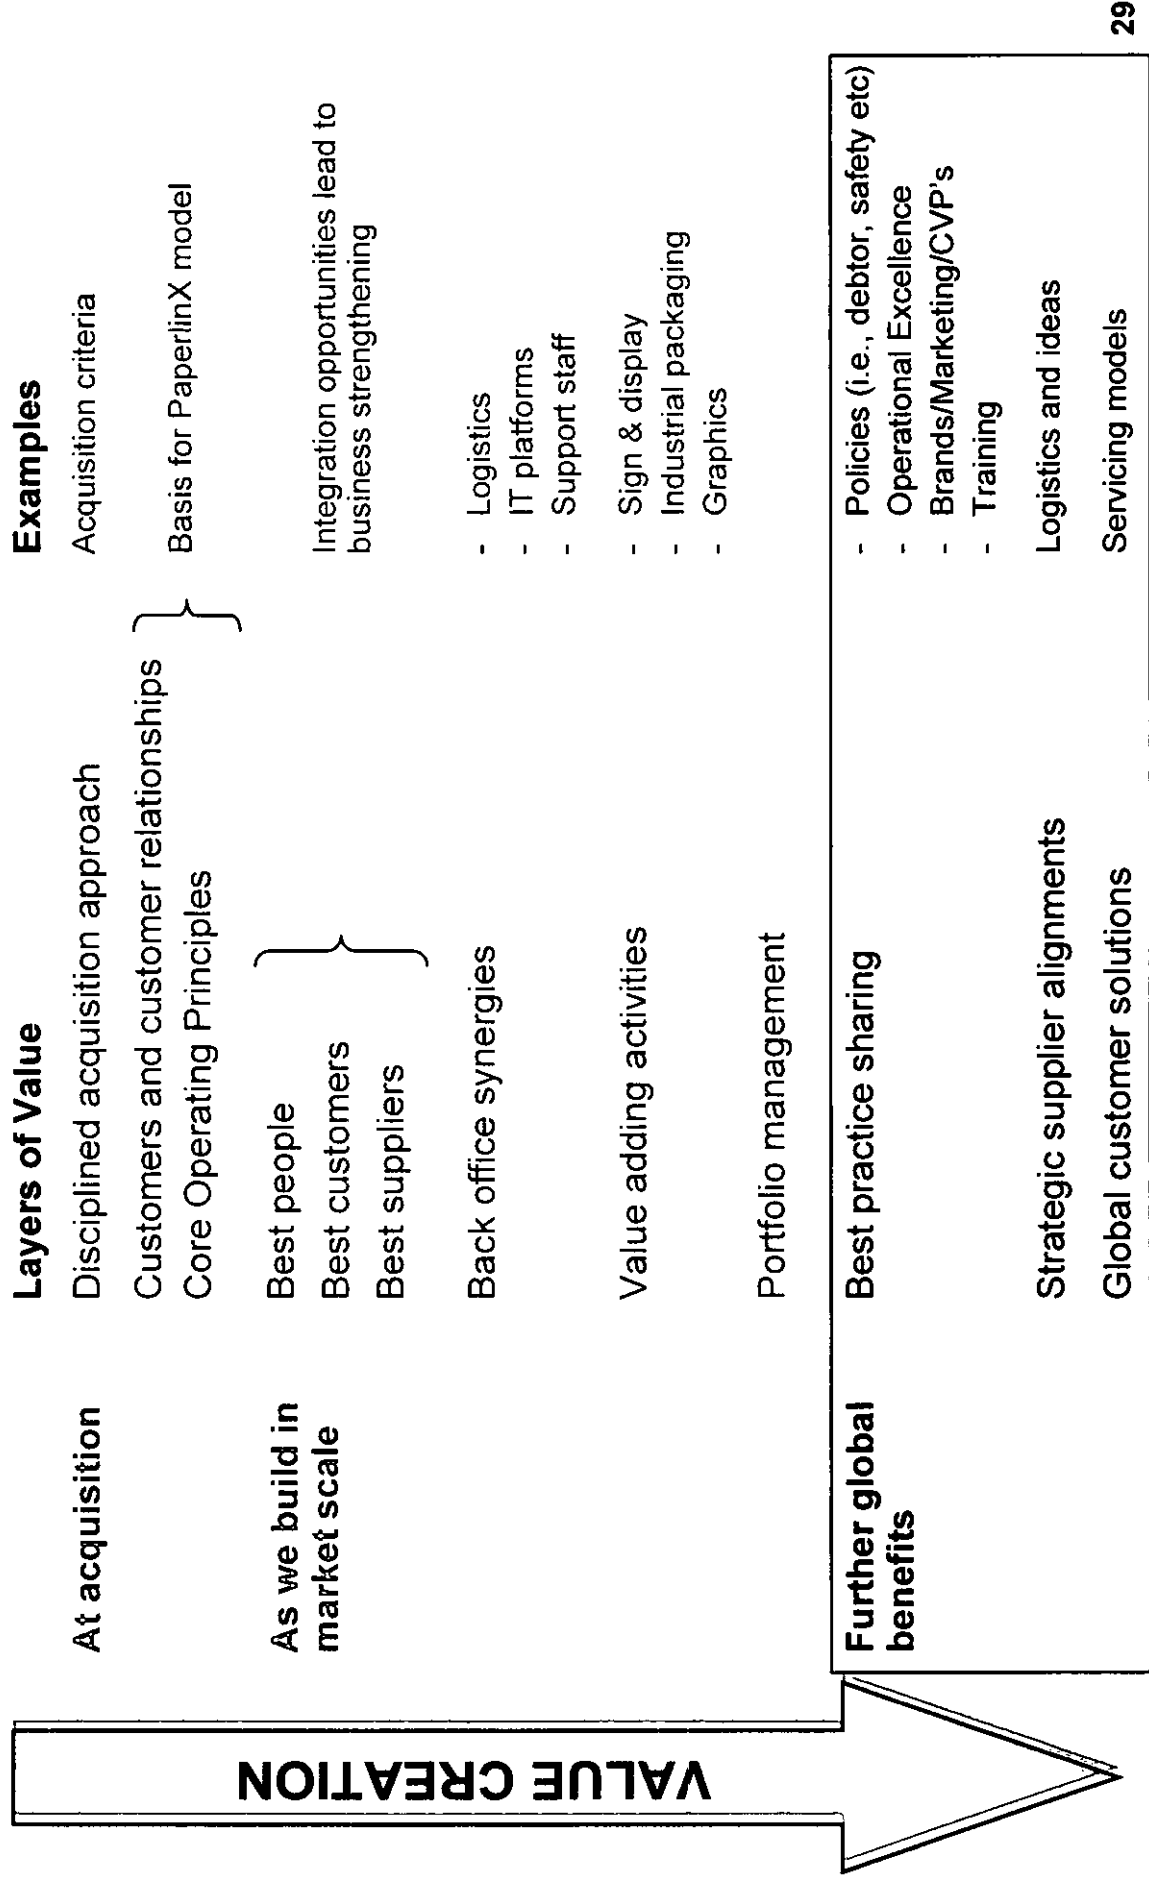 Layers of Value
Examples
At acquisition
Disciplined acquisition approach
Acquisition criteria
Customers and customer relationships
Core Operating Principles
Basis for PaperlinX model
As we build in
market scale
Best people
Best customers
Best suppliers
Integration opportunities lead to
business strengthening
Back office synergies
- Logistics
- IT platforms
- Support staff
Value adding activities
- Sign & display
- Industrial packaging
- Graphics
Portfolio management
Further global
benefits
Best practice sharing
- Policies (i.e., debtor, safety etc)
- Operational Excellence
- Brands/Marketing/CVP's
- Training
Strategic supplier alignments
Logistics and ideas
Global customer solutions
Servicing models
VALUE CREATION
29